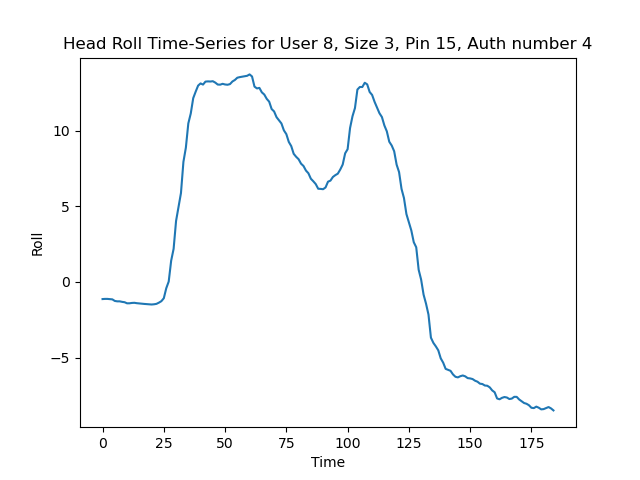 Head Roll Time-Series for User 8, Size 3, Pin 15, Auth number 4
10
5
0
−5
Roll
0 25 50 75 100 125 150 175
Time